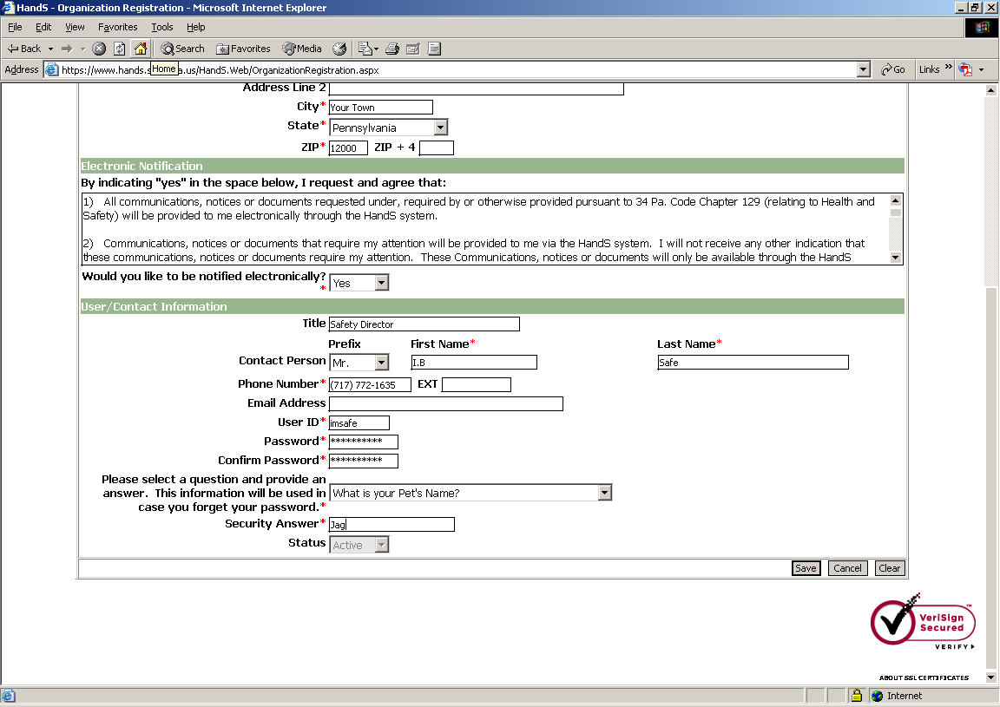 HandS - Organization Registration - Microsoft Internet Explorer
File Edit View Favorites Tools Help
Back Search Favorites Media
Address https://www.hands.s Home a.us/HandS.Web/OrganizationRegistration.aspx Go Links »
Address Line 2
City* Your Town
State* Pennsylvania
ZIP* 12000 ZIP + 4
Electronic Notification
By indicating "yes" in the space below, I request and agree that:
1) All communications, notices or documents requested under, required by or otherwise provided pursuant to 34 Pa. Code Chapter 129 (relating to Health and
Safety) will be provided to me electronically through the HandS system.
2) Communications, notices or documents that require my attention will be provided to me via the HandS system. I will not receive any other indication that
these communications, notices or documents require my attention. These Communications, notices or documents will only be available through the HandS
Would you like to be notified electronically? Yes
*
User/Contact Information
Title Safety Director
Prefix First Name* Last Name*
Contact Person Mr. I.B Safe
Phone Number* (717) 772-1635 EXT
Email Address
User ID* imsafe
Password* **********
Confirm Password* **********
Please select a question and provide an
answer. This information will be used in What is your Pet's Name?
case you forget your password.*
Security Answer* Jag
Status Active
Save Cancel Clear
VeriSign™
Secured
VERIFY
ABOUT SSL CERTIFICATES
Internet